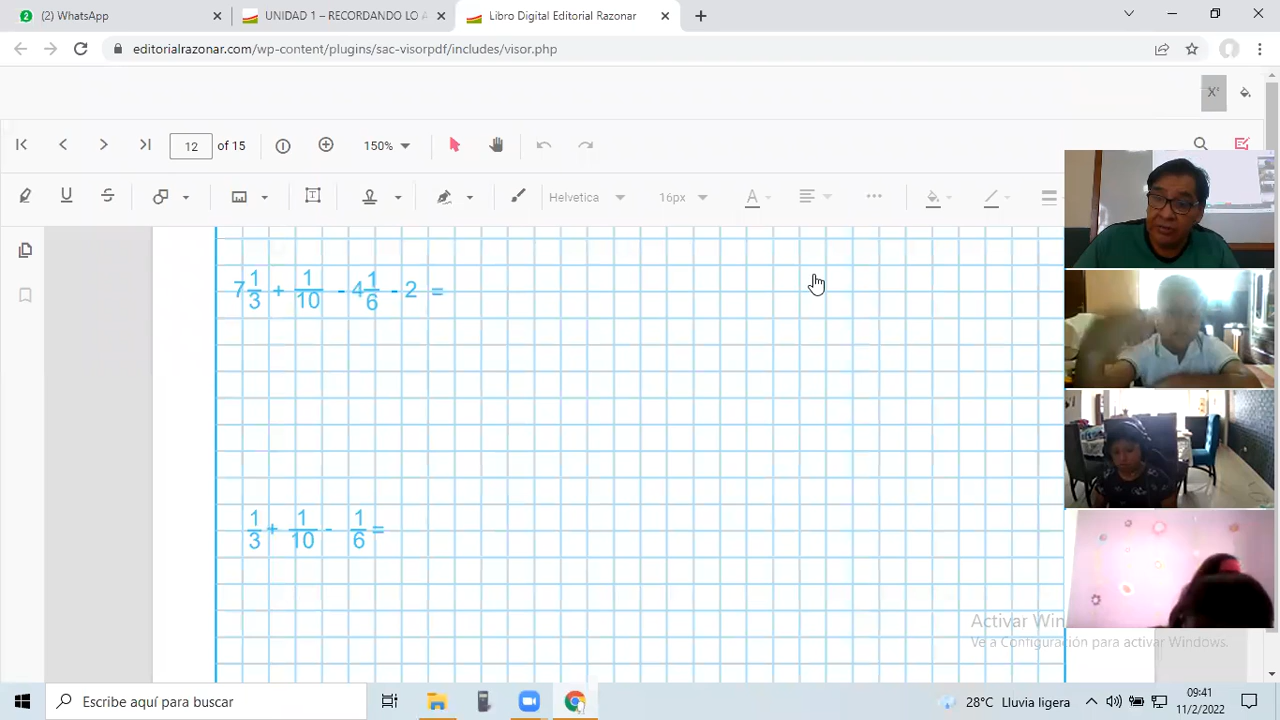 (2) WhatsApp
UNIDAD 1 – RECORDANDO LO A
Libro Digital Editorial Razonar
editorialrazonar.com/wp-content/plugins/sac-visorpdf/includes/visor.php
12 of 15
150%
Helvetica
16px
7 1/3 + 1/10 - 4 1/6 - 2 =
1/3 + 1/10 - 1/6 =
Activar Win
Ve a Configuración para activar Windows.
Escribe aquí para buscar
28°C Lluvia ligera
09:41
11/2/2022